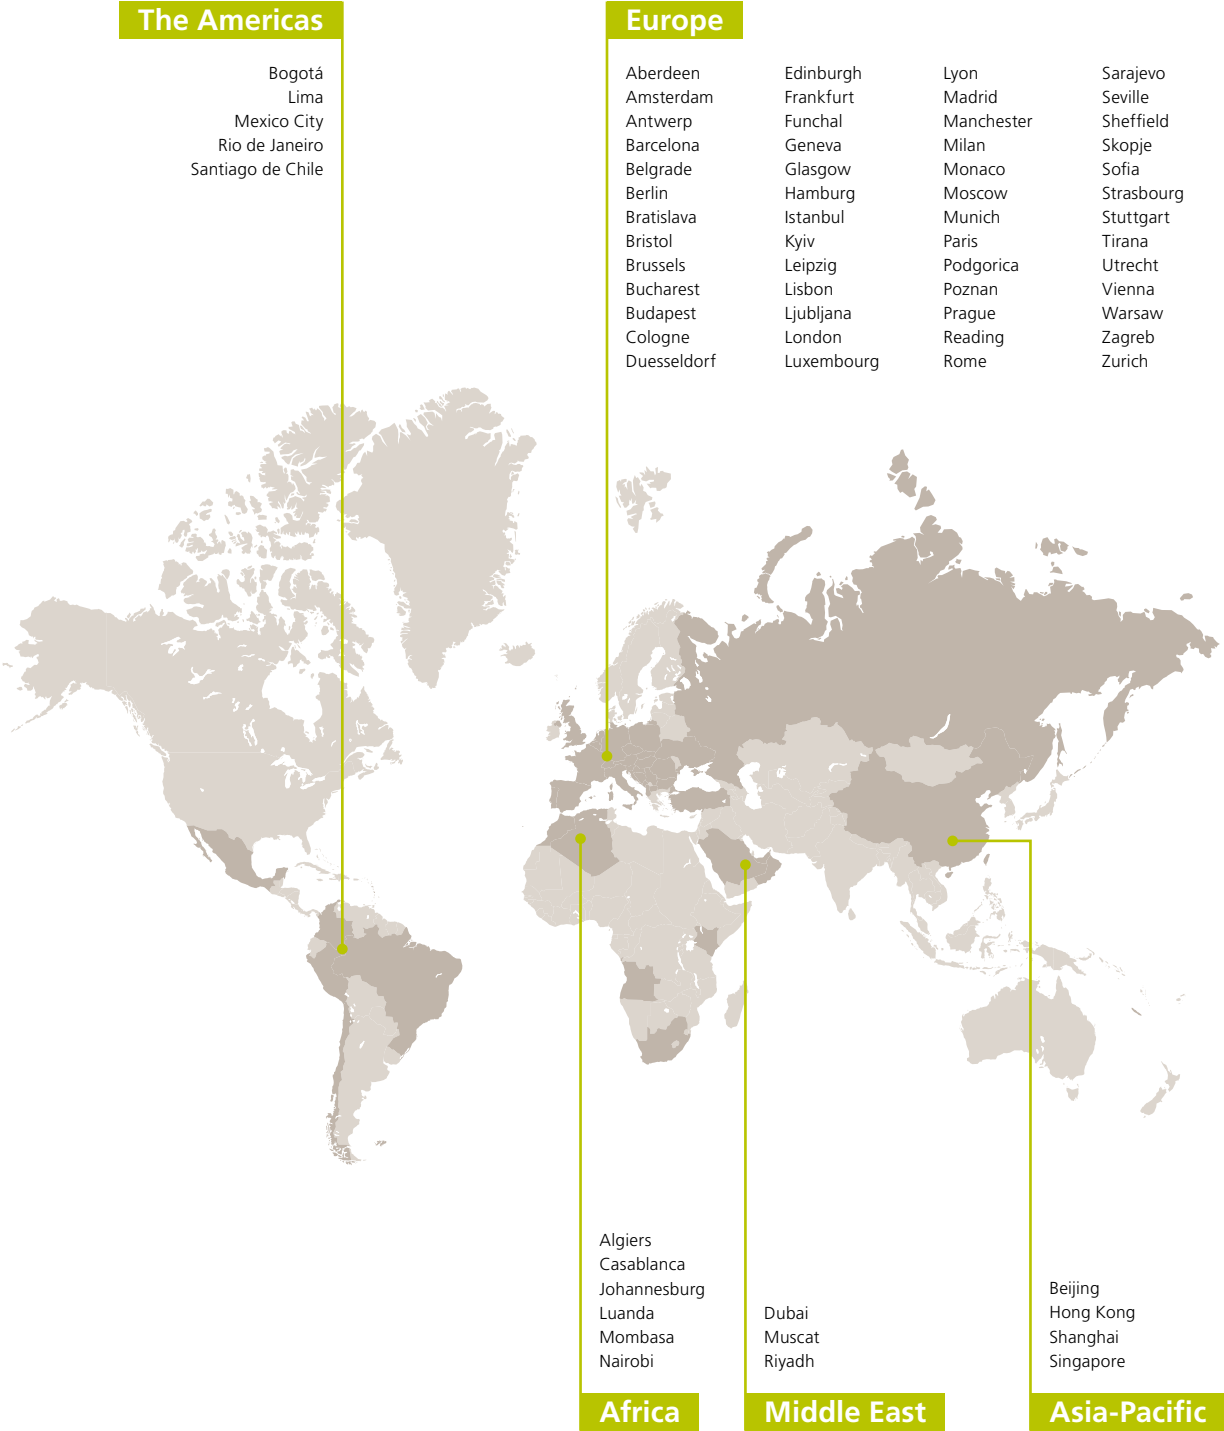 The Americas
Bogotá
Lima
Mexico City
Rio de Janeiro
Santiago de Chile
Europe
Aberdeen
Amsterdam
Antwerp
Barcelona
Belgrade
Berlin
Bratislava
Bristol
Brussels
Bucharest
Budapest
Cologne
Duesseldorf
Edinburgh
Frankfurt
Funchal
Geneva
Glasgow
Hamburg
Istanbul
Kyiv
Leipzig
Lisbon
Ljubljana
London
Luxembourg
Lyon
Madrid
Manchester
Milan
Monaco
Moscow
Munich
Paris
Podgorica
Poznan
Prague
Reading
Rome
Sarajevo
Seville
Sheffield
Skopje
Sofia
Strasbourg
Stuttgart
Tirana
Utrecht
Vienna
Warsaw
Zagreb
Zurich
Algiers
Casablanca
Johannesburg
Luanda
Mombasa
Nairobi
Africa
Dubai
Muscat
Riyadh
Middle East
Beijing
Hong Kong
Shanghai
Singapore
Asia-Pacific